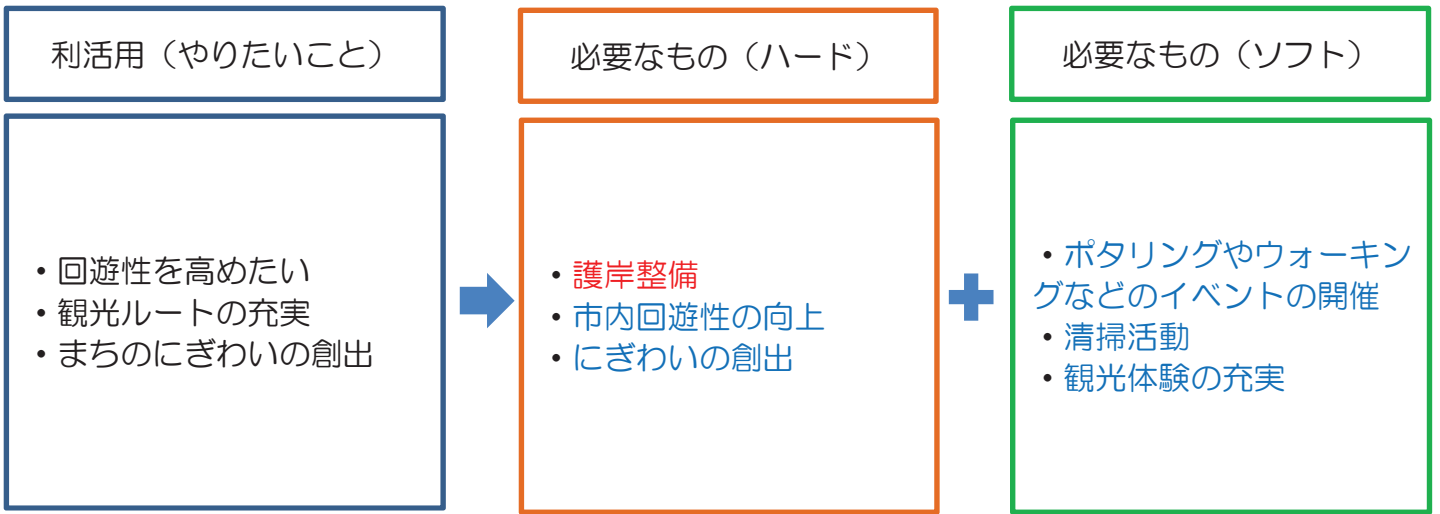 利活用（やりたいこと）
・回遊性を高めたい
・観光ルートの充実
・まちのにぎわいの創出
必要なもの（ハード）
・護岸整備
・市内回遊性の向上
・にぎわいの創出
必要なもの（ソフト）
・ポタリングやウォーキン
グなどのイベントの開催
・清掃活動
・観光体験の充実